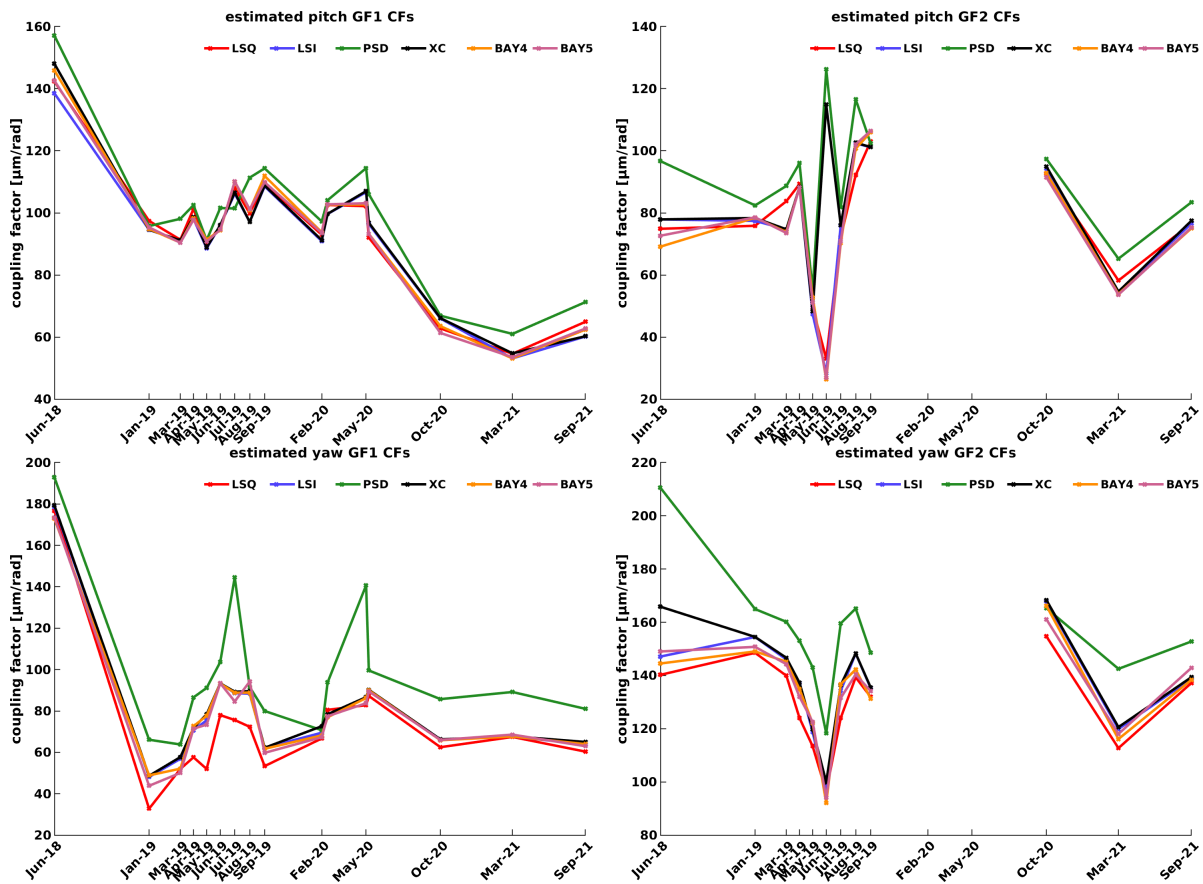 estimated pitch GF1 CFs
LSQ LSI PSD XC BAY4 BAY5
coupling factor [μm/rad]
160
140
120
100
80
60
40
Jun-18 Jan-19 Mar-19 Apr-19 May-19 Jun-19 Jul-19 Aug-19 Sep-19 Feb-20 May-20 Oct-20 Mar-21 Sep-21
estimated pitch GF2 CFs
LSQ LSI PSD XC BAY4 BAY5
coupling factor [μm/rad]
140
120
100
80
60
40
20
Jun-18 Jan-19 Mar-19 Apr-19 May-19 Jun-19 Jul-19 Aug-19 Sep-19 Feb-20 May-20 Oct-20 Mar-21 Sep-21
estimated yaw GF1 CFs
LSQ LSI PSD XC BAY4 BAY5
coupling factor [μm/rad]
200
180
160
140
120
100
80
60
40
20
Jun-18 Jan-19 Mar-19 Apr-19 May-19 Jun-19 Jul-19 Aug-19 Sep-19 Feb-20 May-20 Oct-20 Mar-21 Sep-21
estimated yaw GF2 CFs
LSQ LSI PSD XC BAY4 BAY5
coupling factor [μm/rad]
220
200
180
160
140
120
100
80
Jun-18 Jan-19 Mar-19 Apr-19 May-19 Jun-19 Jul-19 Aug-19 Sep-19 Feb-20 May-20 Oct-20 Mar-21 Sep-21